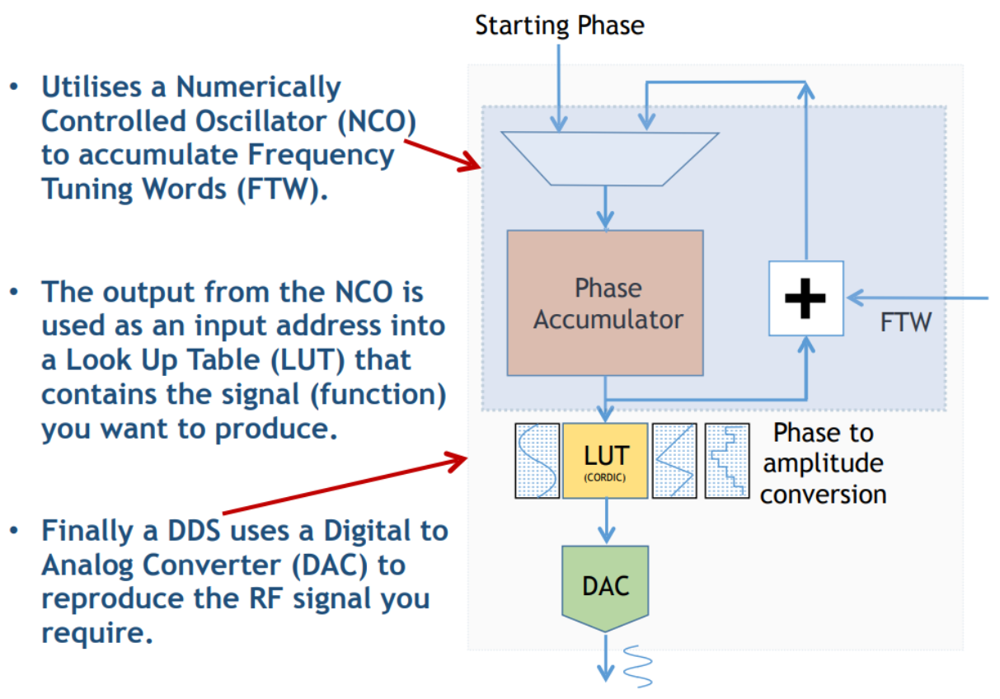 Starting Phase
• Utilises a Numerically
Controlled Oscillator (NCO)
to accumulate Frequency
Tuning Words (FTW).
• The output from the NCO is
used as an input address into
a Look Up Table (LUT) that
contains the signal (function)
you want to produce.
• Finally a DDS uses a Digital to
Analog Converter (DAC) to
reproduce the RF signal you
require.
Phase
Accumulator
+
FTW
LUT
(CORDIC)
Phase to
amplitude
conversion
DAC